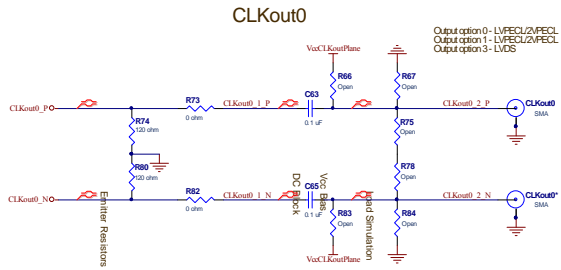 CLKout0
Output option 0 - LVPECL/2VPECL
Output option 1 - LVPECL/2VPECL
Output option 3 - LVDS
VccCLKoutPlane
R66
Open
R67
Open
CLKout0_P
R73
0 ohm
CLKout0_1_P
C63
0.1 uF
CLKout0_2_P
CLKout0
SMA
R74
120 ohm
R75
Open
R80
120 ohm
R78
Open
CLKout0_N
R82
0 ohm
CLKout0_1_N
C65
0.1 uF
CLKout0_2_N
CLKout0*
SMA
Emitter Resistors
DC Block
Vcc Bias
Load Simulation
R83
Open
R84
Open
VccCLKoutPlane